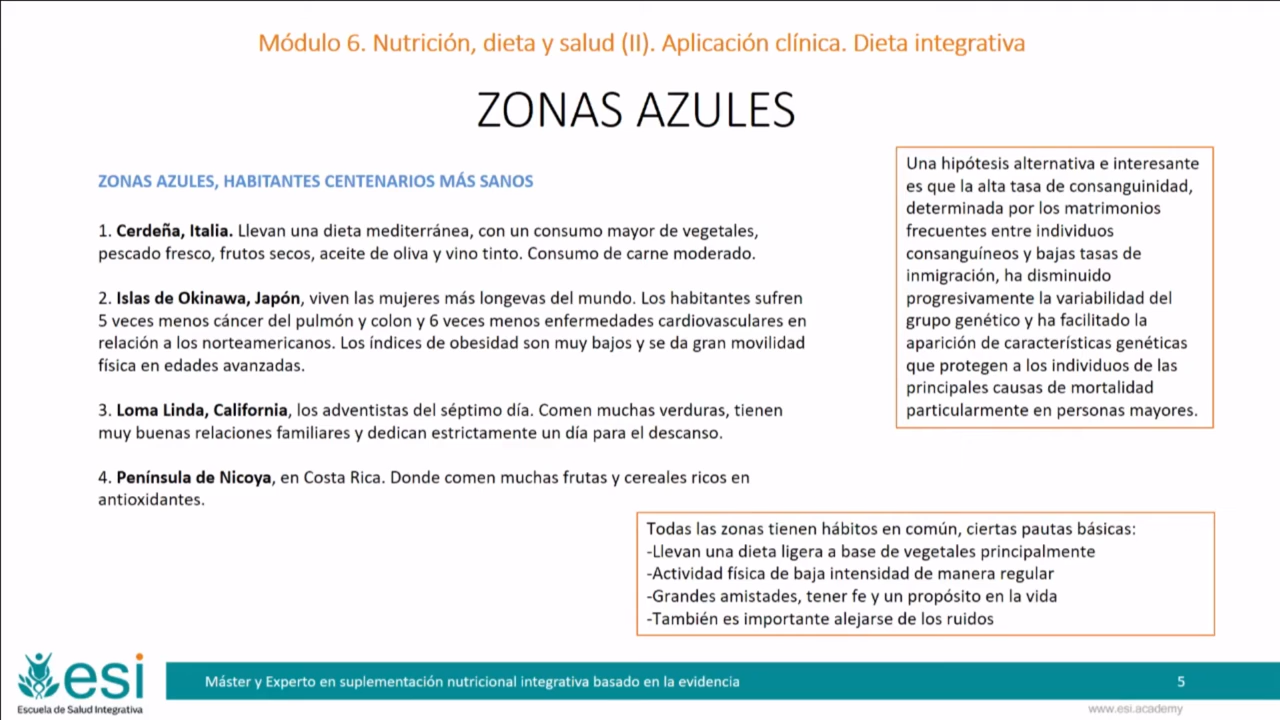 Módulo 6. Nutrición, dieta y salud (II). Aplicación clínica. Dieta integrativa
ZONAS AZULES
ZONAS AZULES, HABITANTES CENTENARIOS MÁS SANOS
1. Cerdeña, Italia. Llevan una dieta mediterránea, con un consumo mayor de vegetales,
pescado fresco, frutos secos, aceite de oliva y vino tinto. Consumo de carne moderado.
2. Islas de Okinawa, Japón, viven las mujeres más longevas del mundo. Los habitantes sufren
5 veces menos cáncer del pulmón y colon y 6 veces menos enfermedades cardiovasculares en
relación a los norteamericanos. Los índices de obesidad son muy bajos y se da gran movilidad
física en edades avanzadas.
3. Loma Linda, California, los adventistas del séptimo día. Comen muchas verduras, tienen
muy buenas relaciones familiares y dedican estrictamente un día para el descanso.
4. Península de Nicoya, en Costa Rica. Donde comen muchas frutas y cereales ricos en
antioxidantes.
Una hipótesis alternativa e interesante
es que la alta tasa de consanguinidad,
determinada por los matrimonios
frecuentes entre individuos
consanguíneos y bajas tasas de
inmigración, ha disminuido
progresivamente la variabilidad del
grupo genético y ha facilitado la
aparición de características genéticas
que protegen a los individuos de las
principales causas de mortalidad
particularmente en personas mayores.
Todas las zonas tienen hábitos en común, ciertas pautas básicas:
-Llevan una dieta ligera a base de vegetales principalmente
-Actividad física de baja intensidad de manera regular
-Grandes amistades, tener fe y un propósito en la vida
-También es importante alejarse de los ruidos
esi
Escuela de Salud Integrativa
Máster y Experto en suplementación nutricional integrativa basado en la evidencia
5
www.esi.academy